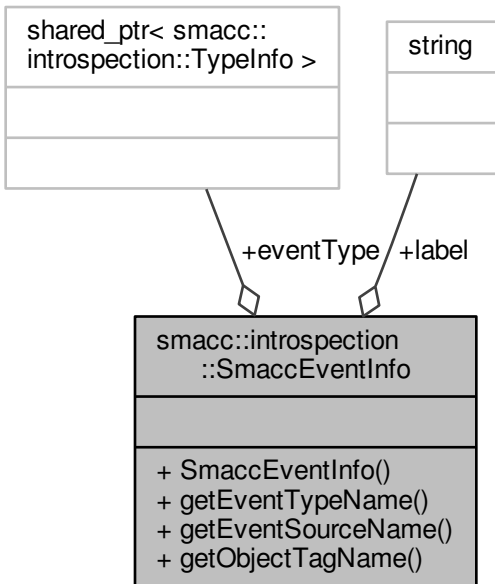 shared_ptr< smacc::
introspection::TypeInfo >
string
+eventType
+label
smacc::introspection
::SmaccEventInfo
+ SmaccEventInfo()
+ getEventTypeName()
+ getEventSourceName()
+ getObjectTagName()